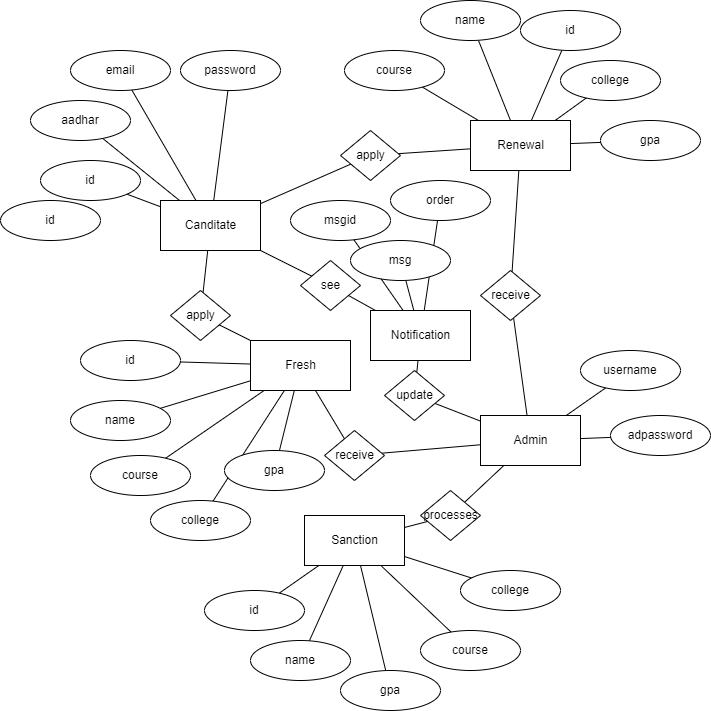 name
id
course
email
password
college
aadhar
gpa
Renewal
apply
id
order
id
msgid
Canditate
msg
see
receive
apply
Notification
id
Fresh
username
update
name
adpassword
Admin
receive
course
gpa
college
processes
Sanction
college
id
course
name
gpa